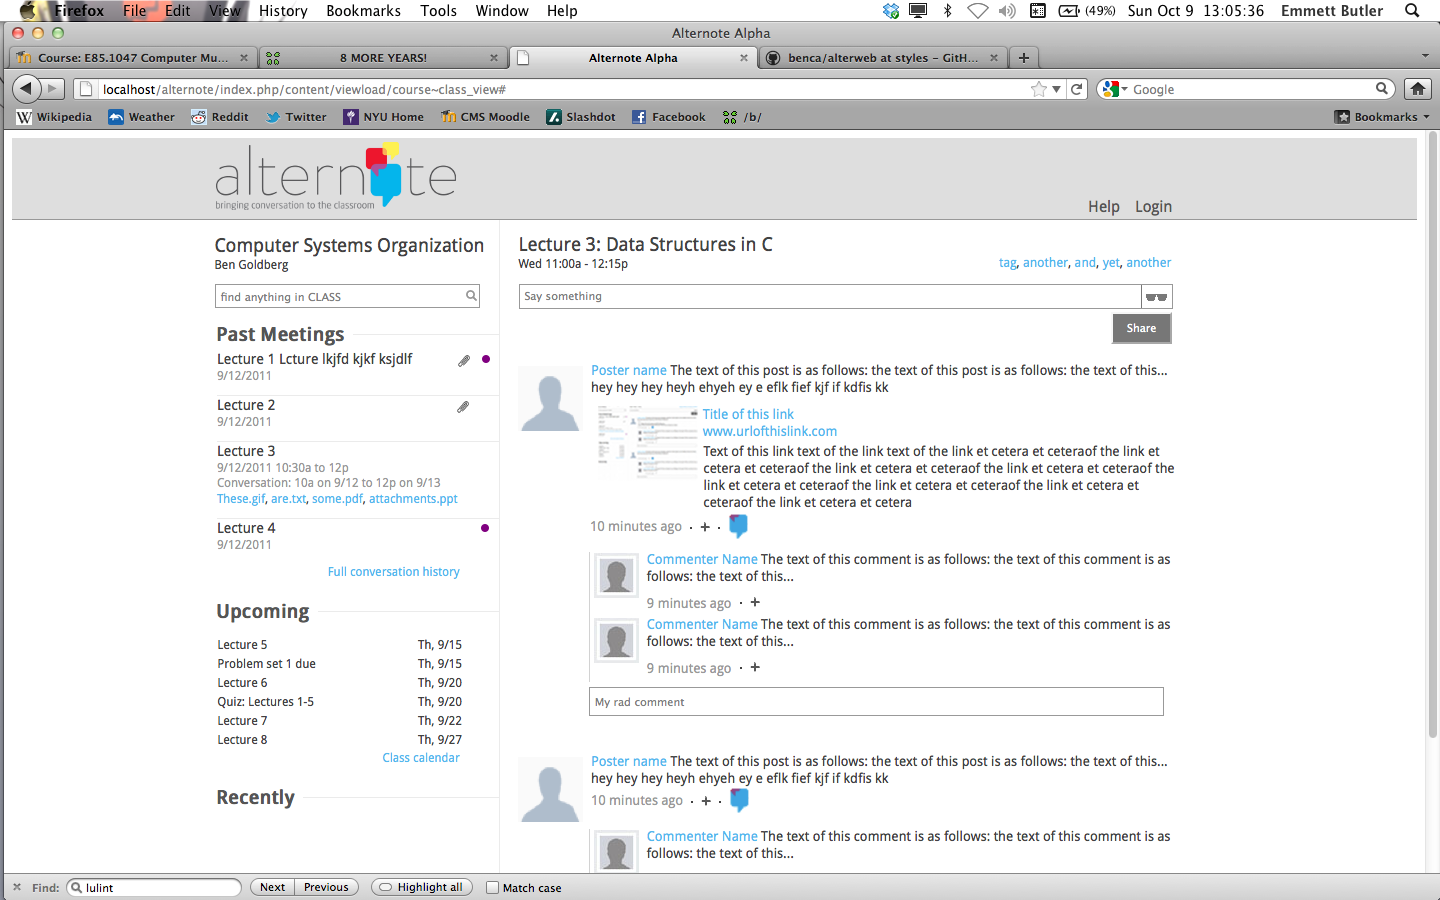 Firefox File Edit View History Bookmarks Tools Window Help (49%) Sun Oct 9 13:05:36 Emmett Butler
Alternote Alpha
Course: E85.1047 Computer Mu... 8 MORE YEARS! Alternote Alpha benca/alterweb at styles – GitH...
localhost/alternote/index.php/content/viewload/course~class_view# Google
Wikipedia Weather Reddit Twitter NYU Home CMS Moodle Slashdot Facebook /b/ Bookmarks
alternote
bringing conversation to the classroom
Help Login
Computer Systems Organization
Ben Goldberg
find anything in CLASS
Past Meetings
Lecture 1 Lcture lkjfd kjkf ksjdlf
9/12/2011
Lecture 2
9/12/2011
Lecture 3
9/12/2011 10:30a to 12p
Conversation: 10a on 9/12 to 12p on 9/13
These.gif, are.txt, some.pdf, attachments.ppt
Lecture 4
9/12/2011
Full conversation history
Upcoming
Lecture 5 Th, 9/15
Problem set 1 due Th, 9/15
Lecture 6 Th, 9/20
Quiz: Lectures 1-5 Th, 9/20
Lecture 7 Th, 9/22
Lecture 8 Th, 9/27
Class calendar
Recently
Lecture 3: Data Structures in C
Wed 11:00a - 12:15p
tag, another, and, yet, another
Say something
Share
Poster name The text of this post is as follows: the text of this post is as follows: the text of this...
hey hey hey heyh ehyeh ey e eflk fief kjf if kdfis kk
Title of this link
www.urlofthislink.com
Text of this link text of the link text of the link et cetera et ceteraof the link et
cetera et ceteraof the link et cetera et ceteraof the link et cetera et ceteraof the
link et cetera et ceteraof the link et cetera et ceteraof the link et cetera et
ceteraof the link et cetera et cetera
10 minutes ago · + ·
Commenter Name The text of this comment is as follows: the text of this comment is as
follows: the text of this...
9 minutes ago · +
Commenter Name The text of this comment is as follows: the text of this comment is as
follows: the text of this...
9 minutes ago · +
My rad comment
Poster name The text of this post is as follows: the text of this post is as follows: the text of this...
hey hey hey heyh ehyeh ey e eflk fief kjf if kdfis kk
10 minutes ago · + ·
Commenter Name The text of this comment is as follows: the text of this comment is as
follows: the text of this...
Find: lulint Next Previous Highlight all Match case